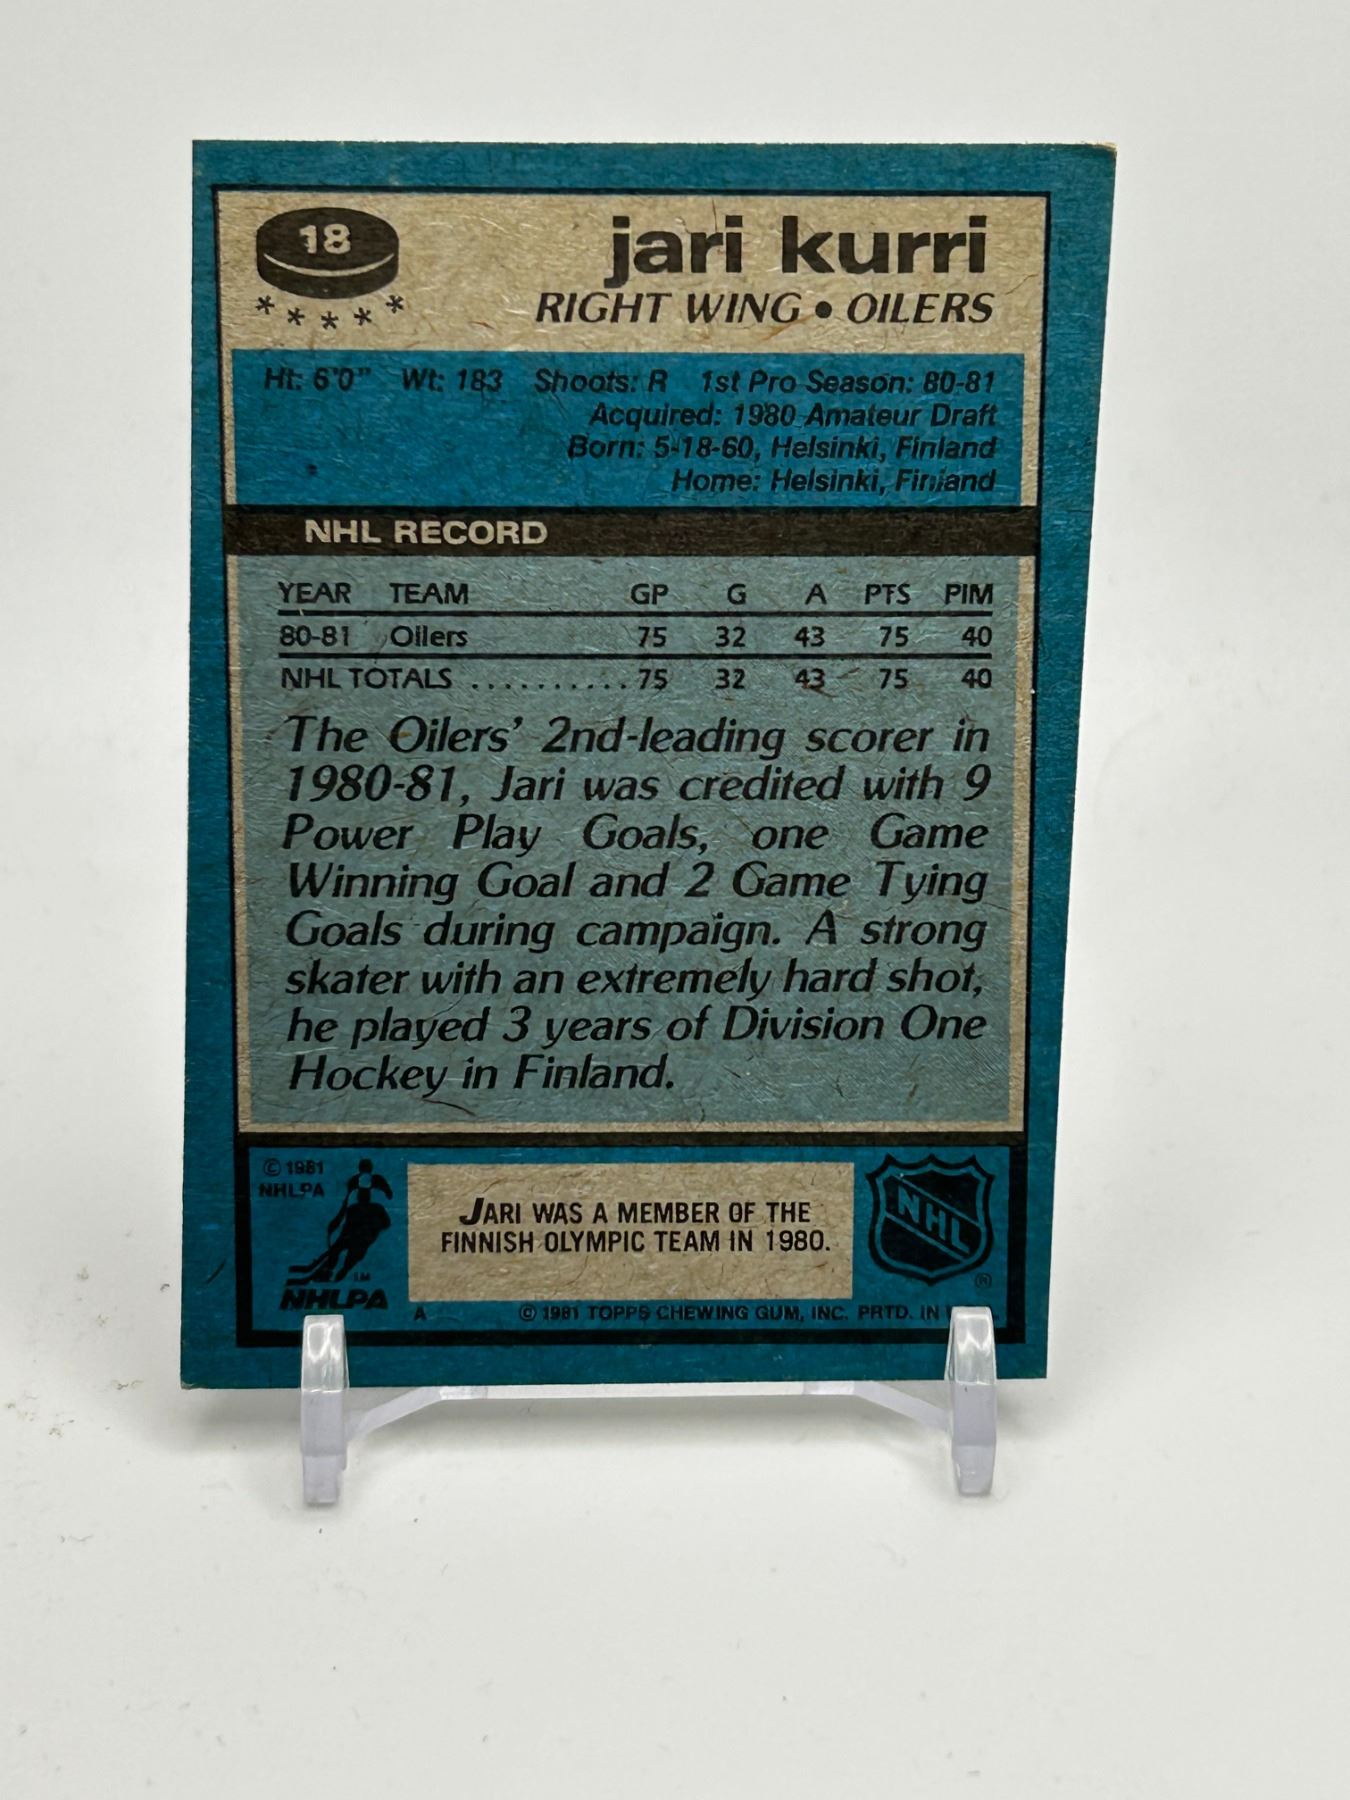 18
jari kurri
RIGHT WING • OILERS
* * * * *
Ht: 6'0" Wt: 183 Shoots: R 1st Pro Season: 80-81
Acquired: 1980 Amateur Draft
Born: 5-18-60, Helsinki, Finland
Home: Helsinki, Finland
NHL RECORD
YEAR TEAM GP G A PTS PIM
80-81 Oilers 75 32 43 75 40
NHL TOTALS .......... 75 32 43 75 40
The Oilers' 2nd-leading scorer in
1980-81, Jari was credited with 9
Power Play Goals, one Game
Winning Goal and 2 Game Tying
Goals during campaign. A strong
skater with an extremely hard shot,
he played 3 years of Division One
Hockey in Finland.
© 1981
NHLPA
TM
NHLPA
JARI WAS A MEMBER OF THE
FINNISH OLYMPIC TEAM IN 1980.
NHL
®
A © 1981 TOPPS CHEWING GUM, INC. PRTD. IN